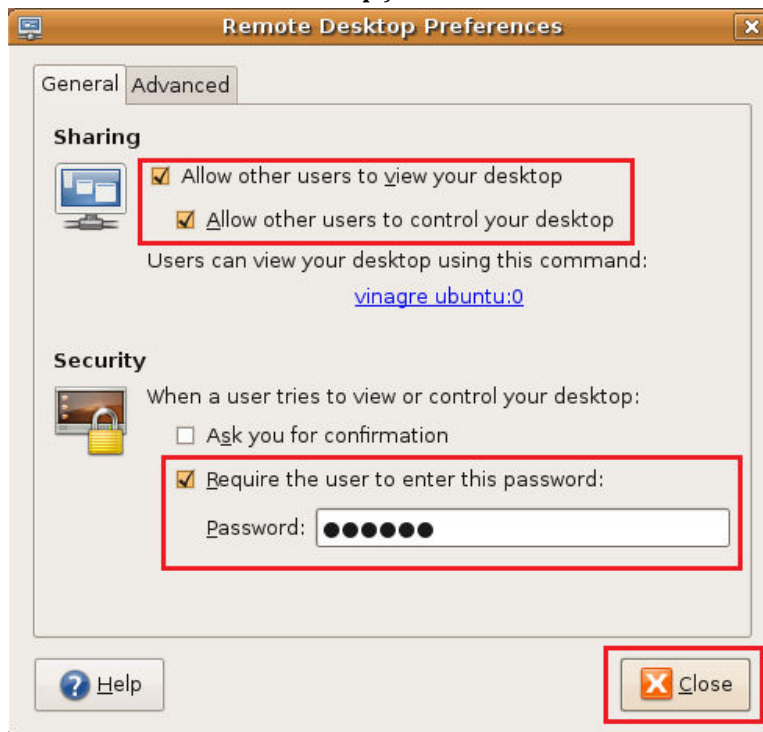 Remote Desktop Preferences
General Advanced
Sharing
Allow other users to view your desktop
Allow other users to control your desktop
Users can view your desktop using this command:
vinagre ubuntu:0
Security
When a user tries to view or control your desktop:
Ask you for confirmation
Require the user to enter this password:
Password: ●●●●●●
Help Close